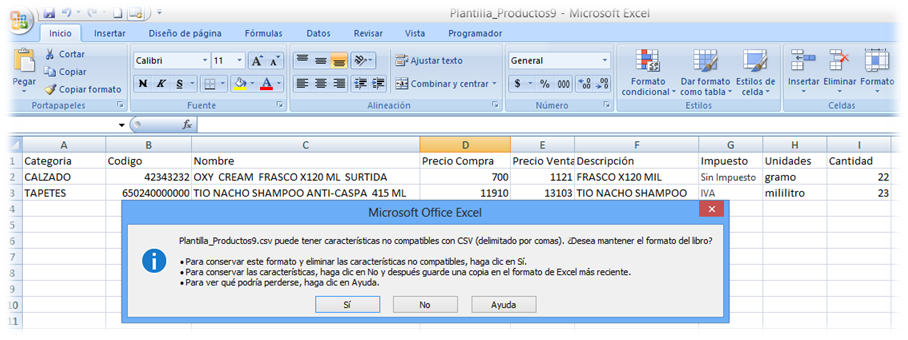 Plantilla_Productos9 - Microsoft Excel
Inicio Insertar Diseño de página Fórmulas Datos Revisar Vista Programador
Pegar Cortar Copiar Copiar formato
Calibri 11
N K S
Ajustar texto
Combinar y centrar
General
$ % 000
Formato condicional Dar formato como tabla Estilos de celda
Insertar Eliminar Formato
Portapapeles Fuente Alineación Número Estilos Celdas
fx
A B C D E F G H I
1 Categoria Codigo Nombre Precio Compra Precio Venta Descripción Impuesto Unidades Cantidad
2 CALZADO 42343232 OXY CREAM FRASCO X120 ML SURTIDA 700 1121 FRASCO X120 MIL Sin Impuesto gramo 22
3 TAPETES 650240000000 TIO NACHO SHAMPOO ANTI-CASPA 415 ML 11910 13103 TIO NACHO SHAMPOO IVA mililitro 23
4
5
6
7
8
9
10
11
Microsoft Office Excel
Plantilla_Productos9.csv puede tener características no compatibles con CSV (delimitado por comas). ¿Desea mantener el formato del libro?
• Para conservar este formato y eliminar las características no compatibles, haga clic en Sí.
• Para conservar las características, haga clic en No y después guarde una copia en el formato de Excel más reciente.
• Para ver qué podría perderse, haga clic en Ayuda.
Sí No Ayuda